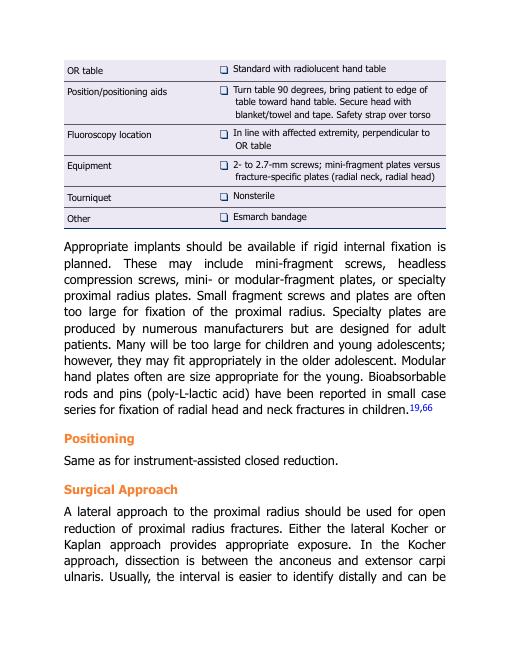 OR table
❑ Standard with radiolucent hand table
Position/positioning aids
❑ Turn table 90 degrees, bring patient to edge of
table toward hand table. Secure head with
blanket/towel and tape. Safety strap over torso
Fluoroscopy location
❑ In line with affected extremity, perpendicular to
OR table
Equipment
❑ 2- to 2.7-mm screws; mini-fragment plates versus
fracture-specific plates (radial neck, radial head)
Tourniquet
❑ Nonsterile
Other
❑ Esmarch bandage
Appropriate implants should be available if rigid internal fixation is
planned. These may include mini-fragment screws, headless
compression screws, mini- or modular-fragment plates, or specialty
proximal radius plates. Small fragment screws and plates are often
too large for fixation of the proximal radius. Specialty plates are
produced by numerous manufacturers but are designed for adult
patients. Many will be too large for children and young adolescents;
however, they may fit appropriately in the older adolescent. Modular
hand plates often are size appropriate for the young. Bioabsorbable
rods and pins (poly-L-lactic acid) have been reported in small case
series for fixation of radial head and neck fractures in children.19,66
Positioning
Same as for instrument-assisted closed reduction.
Surgical Approach
A lateral approach to the proximal radius should be used for open
reduction of proximal radius fractures. Either the lateral Kocher or
Kaplan approach provides appropriate exposure. In the Kocher
approach, dissection is between the anconeus and extensor carpi
ulnaris. Usually, the interval is easier to identify distally and can be